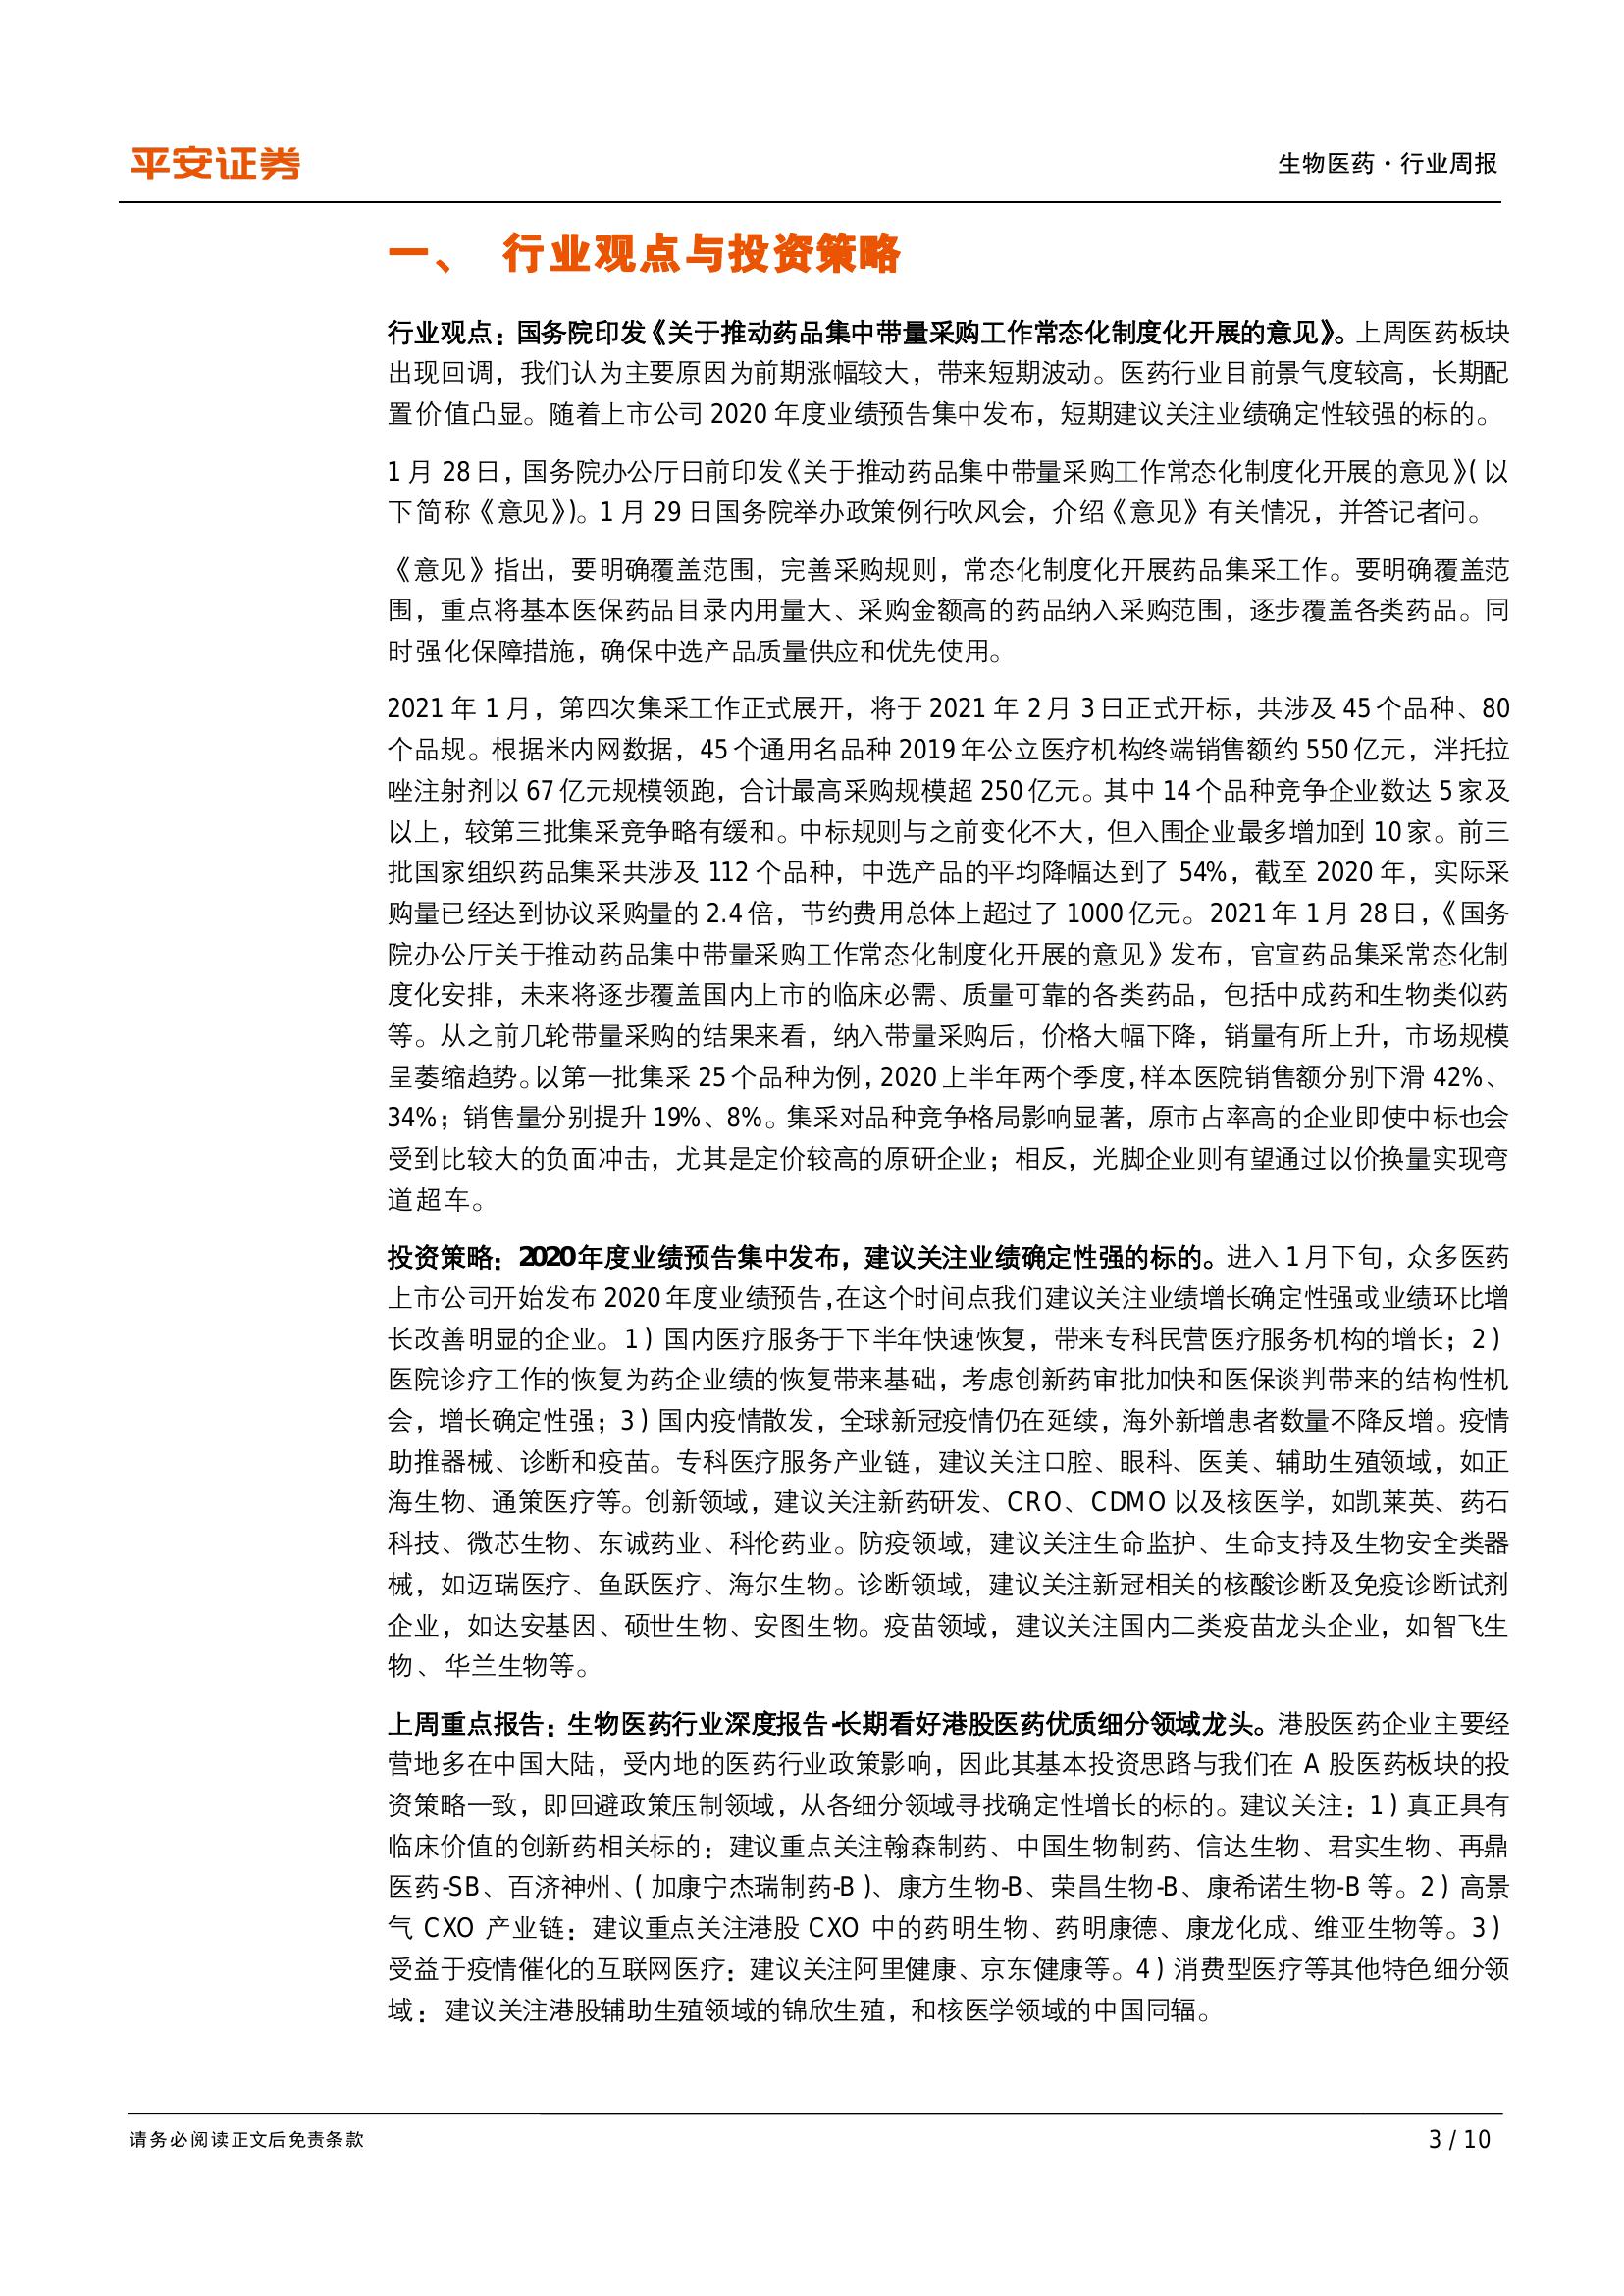 平安证券
生物医药·行业周报
一、 行业观点与投资策略
行业观点：国务院印发《关于推动药品集中带量采购工作常态化制度化开展的意见》。上周医药板块
出现回调，我们认为主要原因为前期涨幅较大，带来短期波动。医药行业目前景气度较高，长期配
置价值凸显。随着上市公司 2020 年度业绩预告集中发布，短期建议关注业绩确定性较强的标的。
1 月 28 日，国务院办公厅日前印发《关于推动药品集中带量采购工作常态化制度化开展的意见》（以
下简称《意见》）。1 月 29 日国务院举办政策例行吹风会，介绍《意见》有关情况，并答记者问。
《意见》指出，要明确覆盖范围，完善采购规则，常态化制度化开展药品集采工作。要明确覆盖范
围，重点将基本医保药品目录内用量大、采购金额高的药品纳入采购范围，逐步覆盖各类药品。同
时强化保障措施，确保中选产品质量供应和优先使用。
2021 年 1 月，第四次集采工作正式展开，将于 2021 年 2 月 3 日正式开标，共涉及 45 个品种、80
个品规。根据米内网数据，45 个通用名品种 2019 年公立医疗机构终端销售额约 550 亿元，泮托拉
唑注射剂以 67 亿元规模领跑，合计最高采购规模超 250 亿元。其中 14 个品种竞争企业数达 5 家及
以上，较第三批集采竞争略有缓和。中标规则与之前变化不大，但入围企业最多增加到 10 家。前三
批国家组织药品集采共涉及 112 个品种，中选产品的平均降幅达到了 54%，截至 2020 年，实际采
购量已经达到协议采购量的 2.4 倍，节约费用总体上超过了 1000 亿元。2021 年 1 月 28 日，《国务
院办公厅关于推动药品集中带量采购工作常态化制度化开展的意见》发布，官宣药品集采常态化制
度化安排，未来将逐步覆盖国内上市的临床必需、质量可靠的各类药品，包括中成药和生物类似药
等。从之前几轮带量采购的结果来看，纳入带量采购后，价格大幅下降，销量有所上升，市场规模
呈萎缩趋势。以第一批集采 25 个品种为例，2020 上半年两个季度，样本医院销售额分别下滑 42%、
34%；销售量分别提升 19%、8%。集采对品种竞争格局影响显著，原市占率高的企业即使中标也会
受到比较大的负面冲击，尤其是定价较高的原研企业；相反，光脚企业则有望通过以价换量实现弯
道超车。
投资策略：2020 年度业绩预告集中发布，建议关注业绩确定性强的标的。进入 1 月下旬，众多医药
上市公司开始发布 2020 年度业绩预告，在这个时间点我们建议关注业绩增长确定性强或业绩环比增
长改善明显的企业。1）国内医疗服务于下半年快速恢复，带来专科民营医疗服务机构的增长；2）
医院诊疗工作的恢复为药企业绩的恢复带来基础，考虑创新药审批加快和医保谈判带来的结构性机
会，增长确定性强；3）国内疫情散发，全球新冠疫情仍在延续，海外新增患者数量不降反增。疫情
助推器械、诊断和疫苗。专科医疗服务产业链，建议关注口腔、眼科、医美、辅助生殖领域，如正
海生物、通策医疗等。创新领域，建议关注新药研发、CRO、CDMO 以及核医学，如凯莱英、药石
科技、微芯生物、东诚药业、科伦药业。防疫领域，建议关注生命监护、生命支持及生物安全类器
械，如迈瑞医疗、鱼跃医疗、海尔生物。诊断领域，建议关注新冠相关的核酸诊断及免疫诊断试剂
企业，如达安基因、硕世生物、安图生物。疫苗领域，建议关注国内二类疫苗龙头企业，如智飞生
物、华兰生物等。
上周重点报告：生物医药行业深度报告-长期看好港股医药优质细分领域龙头。港股医药企业主要经
营地多在中国大陆，受内地的医药行业政策影响，因此其基本投资思路与我们在 A 股医药板块的投
资策略一致，即回避政策压制领域，从各细分领域寻找确定性增长的标的。建议关注：1）真正具有
临床价值的创新药相关标的：建议重点关注翰森制药、中国生物制药、信达生物、君实生物、再鼎
医药-SB、百济神州、（加康宁杰瑞制药-B）、康方生物-B、荣昌生物-B、康希诺生物-B 等。2）高景
气 CXO 产业链：建议重点关注港股 CXO 中的药明生物、药明康德、康龙化成、维亚生物等。3）
受益于疫情催化的互联网医疗：建议关注阿里健康、京东健康等。4）消费型医疗等其他特色细分领
域：建议关注港股辅助生殖领域的锦欣生殖，和核医学领域的中国同辐。
请务必阅读正文后免责条款
3 / 10